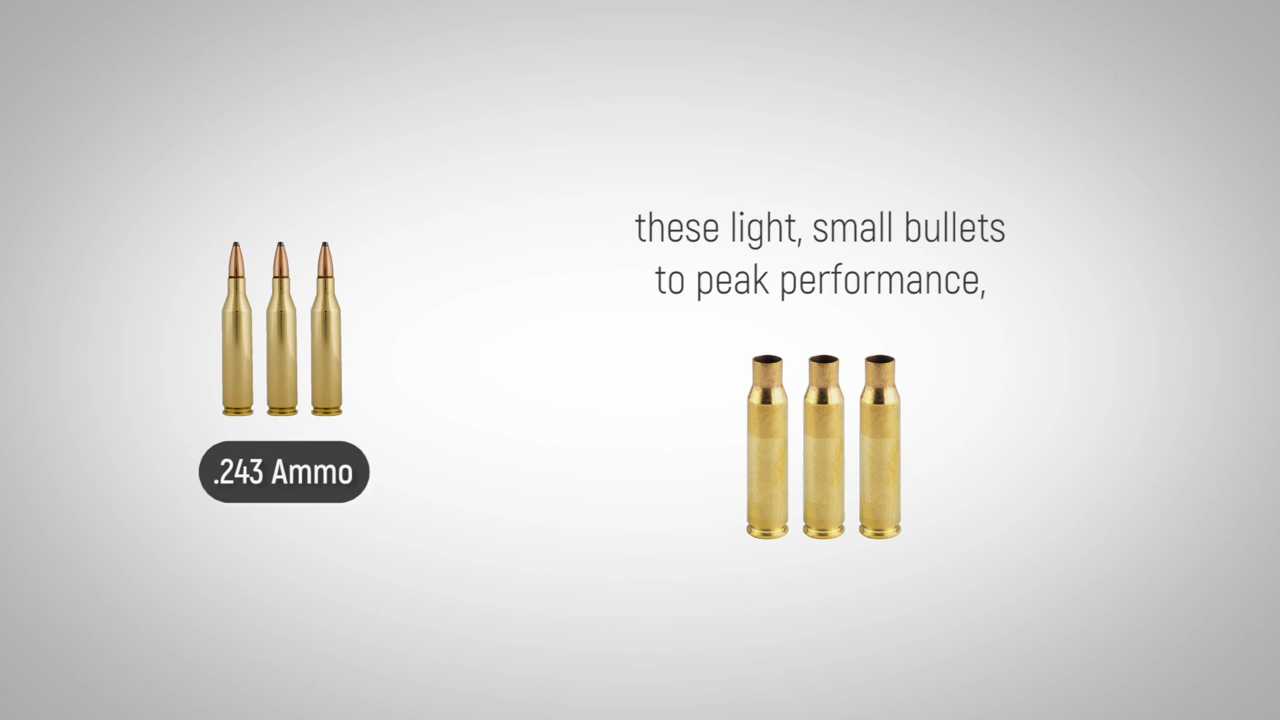 these light, small bullets
to peak performance,
.243 Ammo